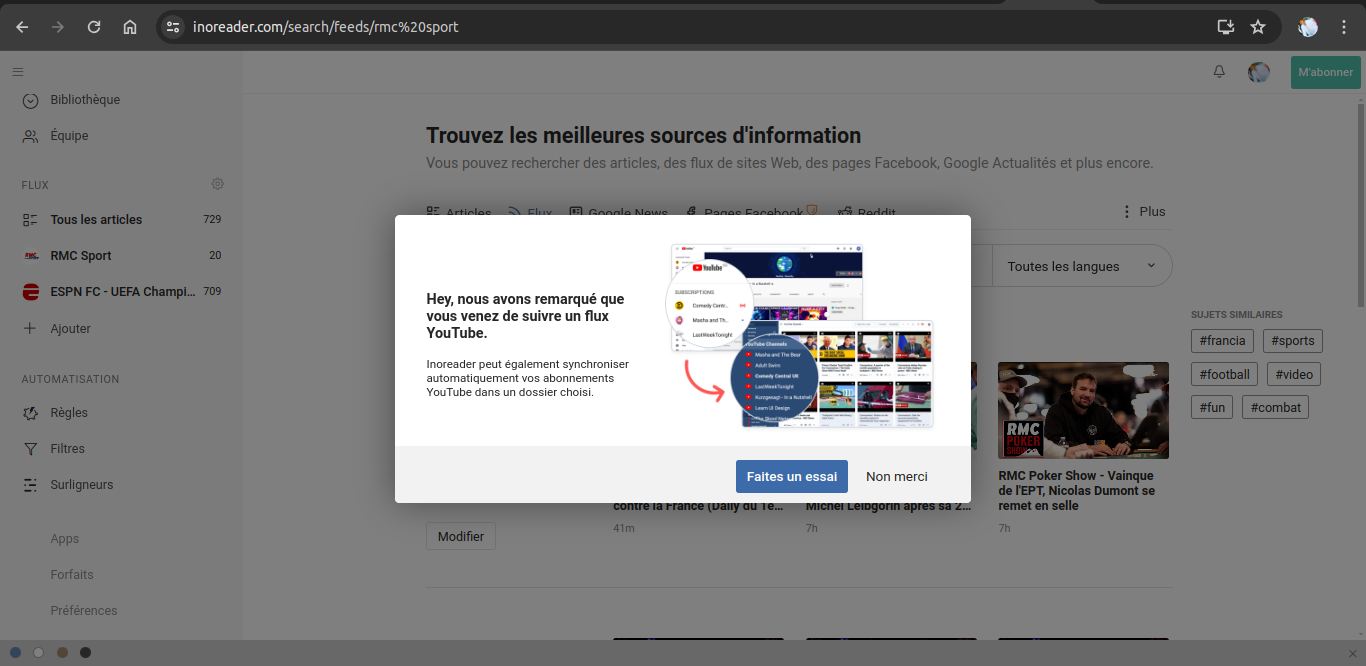 inoreader.com/search/feeds/rmc%20sport
M'abonner
Bibliothèque
Équipe
FLUX
Tous les articles 729
RMC Sport 20
ESPN FC - UEFA Champi... 709
Ajouter
AUTOMATISATION
Règles
Filtres
Surligneurs
Apps
Forfaits
Préférences
Trouvez les meilleures sources d'information
Vous pouvez rechercher des articles, des flux de sites Web, des pages Facebook, Google Actualités et plus encore.
Articles Flux Google News Pages Facebook Reddit Plus
Toutes les langues
Hey, nous avons remarqué que
vous venez de suivre un flux
YouTube.
Inoreader peut également synchroniser
automatiquement vos abonnements
YouTube dans un dossier choisi.
YouTube
SUBSCRIPTIONS
Comedy Centr...
Masha and Th...
LastWeekTonight
YouTube Channels
Masha and The Bear
Adult Swim
Comedy Central UK
LastWeekTonight
Kurzgesagt - In a Nutshell
Learn UI Design
Faites un essai
Non merci
contre la France (Daily du 1e...
41m
Michel Leibgorin après sa 2...
7h
RMC
POKER
SHOW
RMC Poker Show - Vainque
de l'EPT, Nicolas Dumont se
remet en selle
7h
Modifier
SUJETS SIMILAIRES
#francia #sports
#football #video
#fun #combat